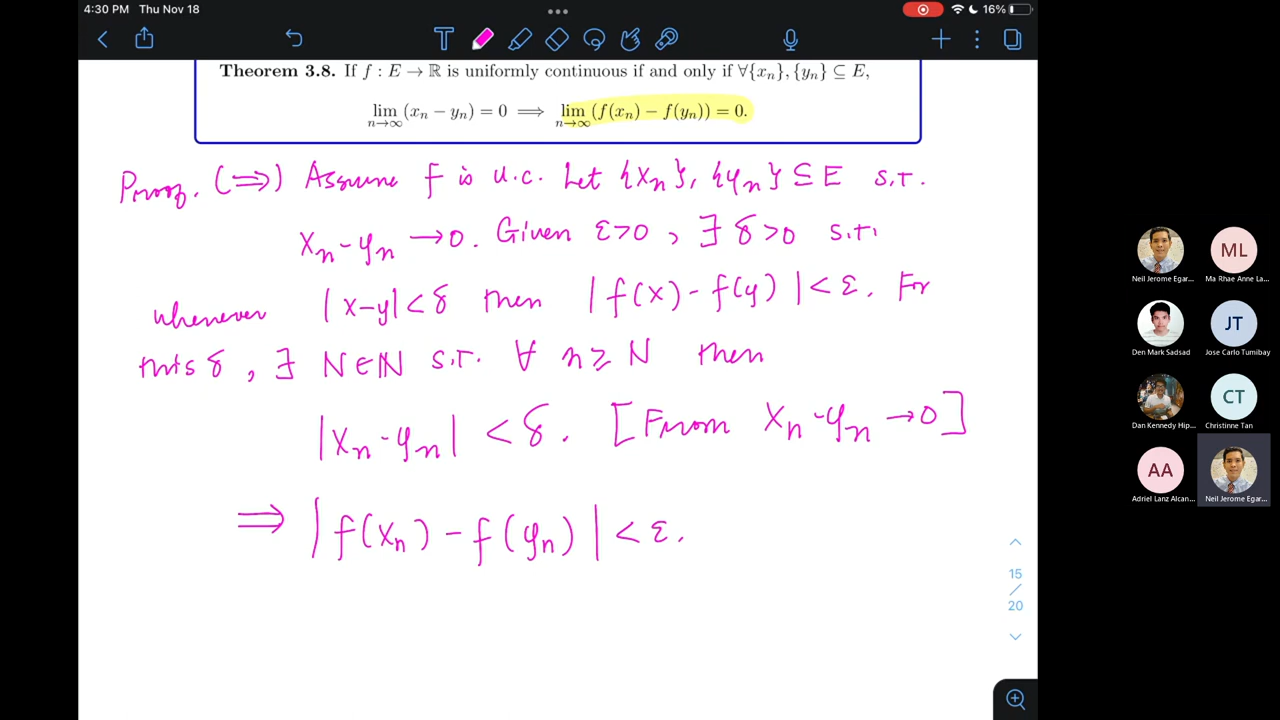 4:30 PM Thu Nov 18
16%
Theorem 3.8. If f : E → ℝ is uniformly continuous if and only if ∀{xₙ}, {yₙ} ⊆ E,
lim n→∞ (xₙ − yₙ) = 0 ⟹ lim n→∞ (f(xₙ) − f(yₙ)) = 0.
Proof. (⟹) Assume f is u.c. Let {xₙ}, {yₙ} ⊆ E s.t.
xₙ - yₙ → 0. Given ε>0, ∃ δ>0 s.t.
whenever |x-y| < δ then |f(x) - f(y)| < ε. For
this δ, ∃ N∈ℕ s.t. ∀ n ≥ N then
|xₙ - yₙ| < δ. [From xₙ - yₙ → 0]
⟹ |f(xₙ) - f(yₙ)| < ε.
15
/
20
Neil Jerome Egar...
ML
Ma Rhae Anne La...
Den Mark Sadsad
JT
Jose Carlo Tumibay
Dan Kennedy Hip...
CT
Christinne Tan
AA
Adriel Lanz Alcan...
Neil Jerome Egar...